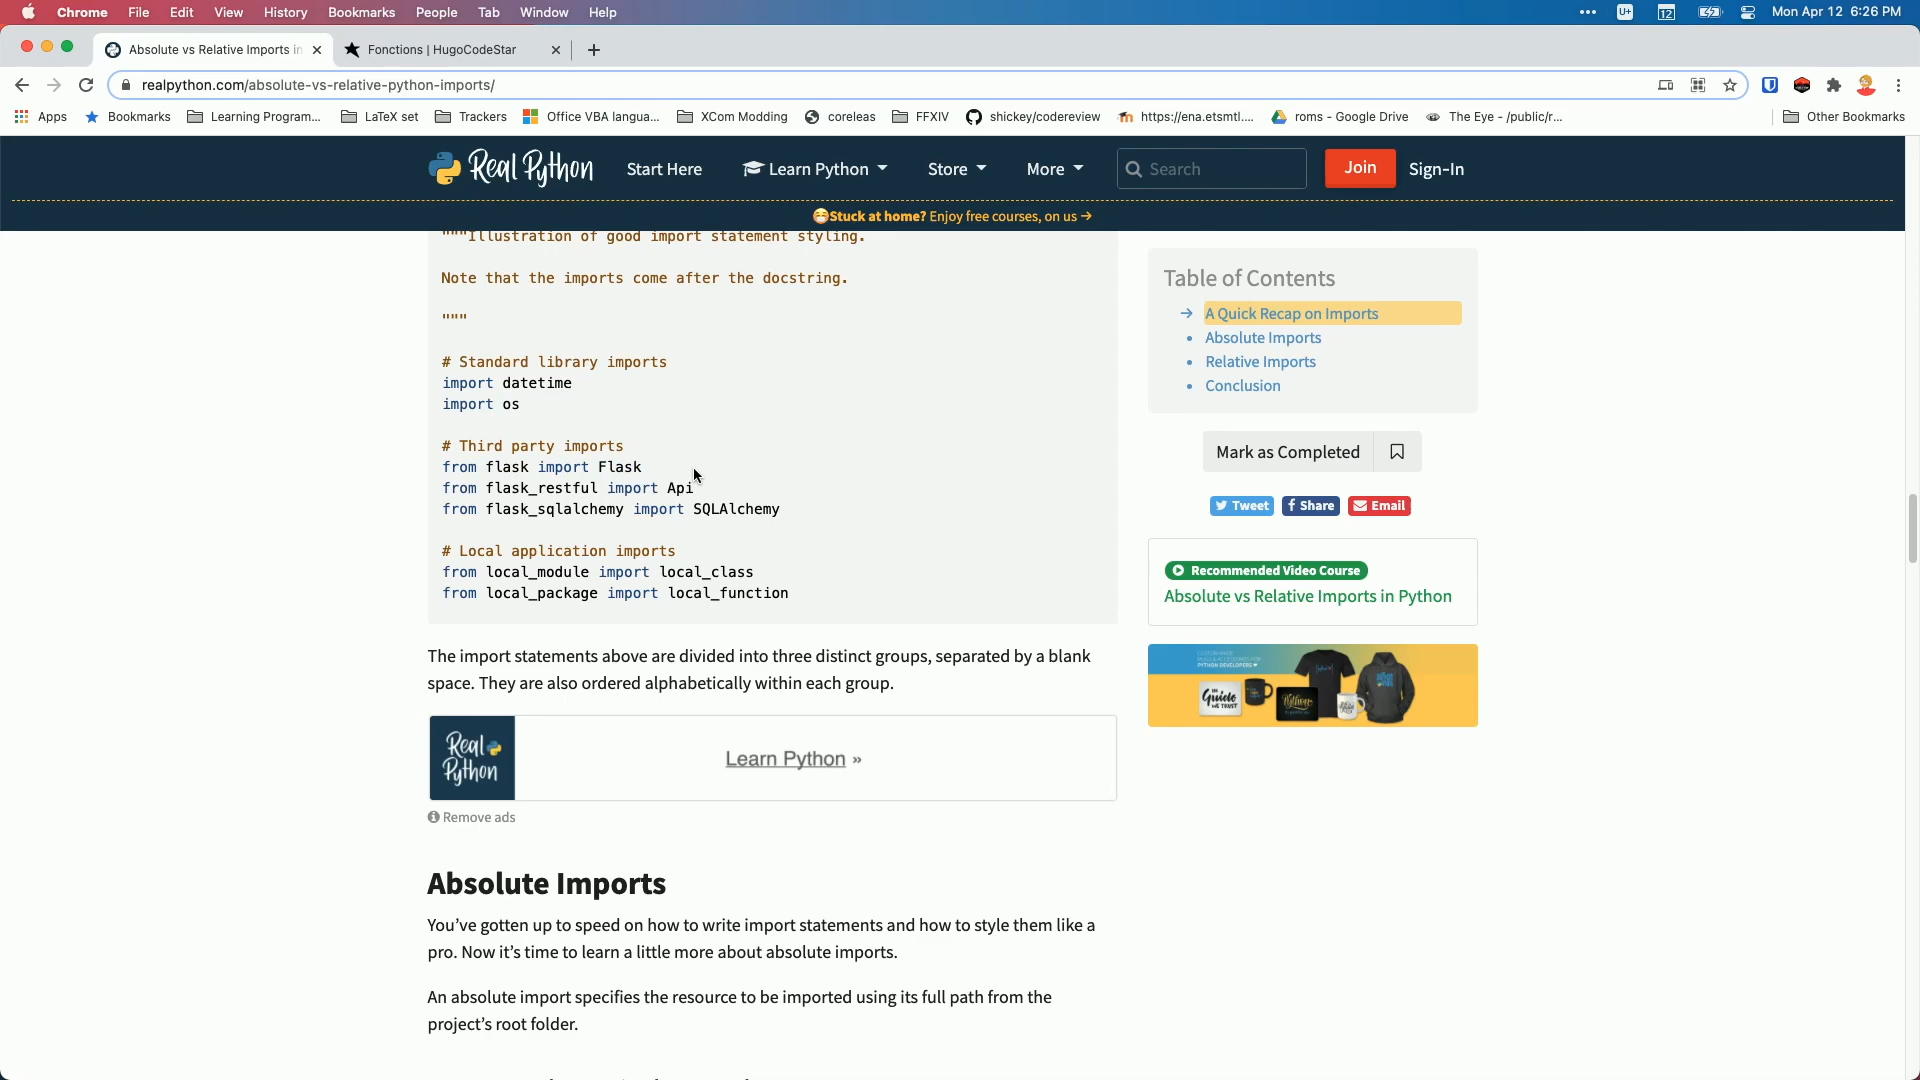 Chrome File Edit View History Bookmarks People Tab Window Help
U+ 12 Mon Apr 12 6:26 PM
Absolute vs Relative Imports in
Fonctions | HugoCodeStar
realpython.com/absolute-vs-relative-python-imports/
Apps Bookmarks Learning Program... LaTeX set Trackers Office VBA langua... XCom Modding coreleas FFXIV shickey/codereview https://ena.etsmtl.... roms - Google Drive The Eye - /public/r... Other Bookmarks
Real Python Start Here Learn Python Store More Search Join Sign-In
Stuck at home? Enjoy free courses, on us →
"""Illustration of good import statement styling.
Note that the imports come after the docstring.
"""
# Standard library imports
import datetime
import os
# Third party imports
from flask import Flask
from flask_restful import Api
from flask_sqlalchemy import SQLAlchemy
# Local application imports
from local_module import local_class
from local_package import local_function
The import statements above are divided into three distinct groups, separated by a blank
space. They are also ordered alphabetically within each group.
Real
Python
Learn Python »
Remove ads
Absolute Imports
You've gotten up to speed on how to write import statements and how to style them like a
pro. Now it's time to learn a little more about absolute imports.
An absolute import specifies the resource to be imported using its full path from the
project's root folder.
Table of Contents
→ A Quick Recap on Imports
• Absolute Imports
• Relative Imports
• Conclusion
Mark as Completed
Tweet Share Email
Recommended Video Course
Absolute vs Relative Imports in Python
PYTHON DEVELOPERS
Guido
WE TRUST
Python